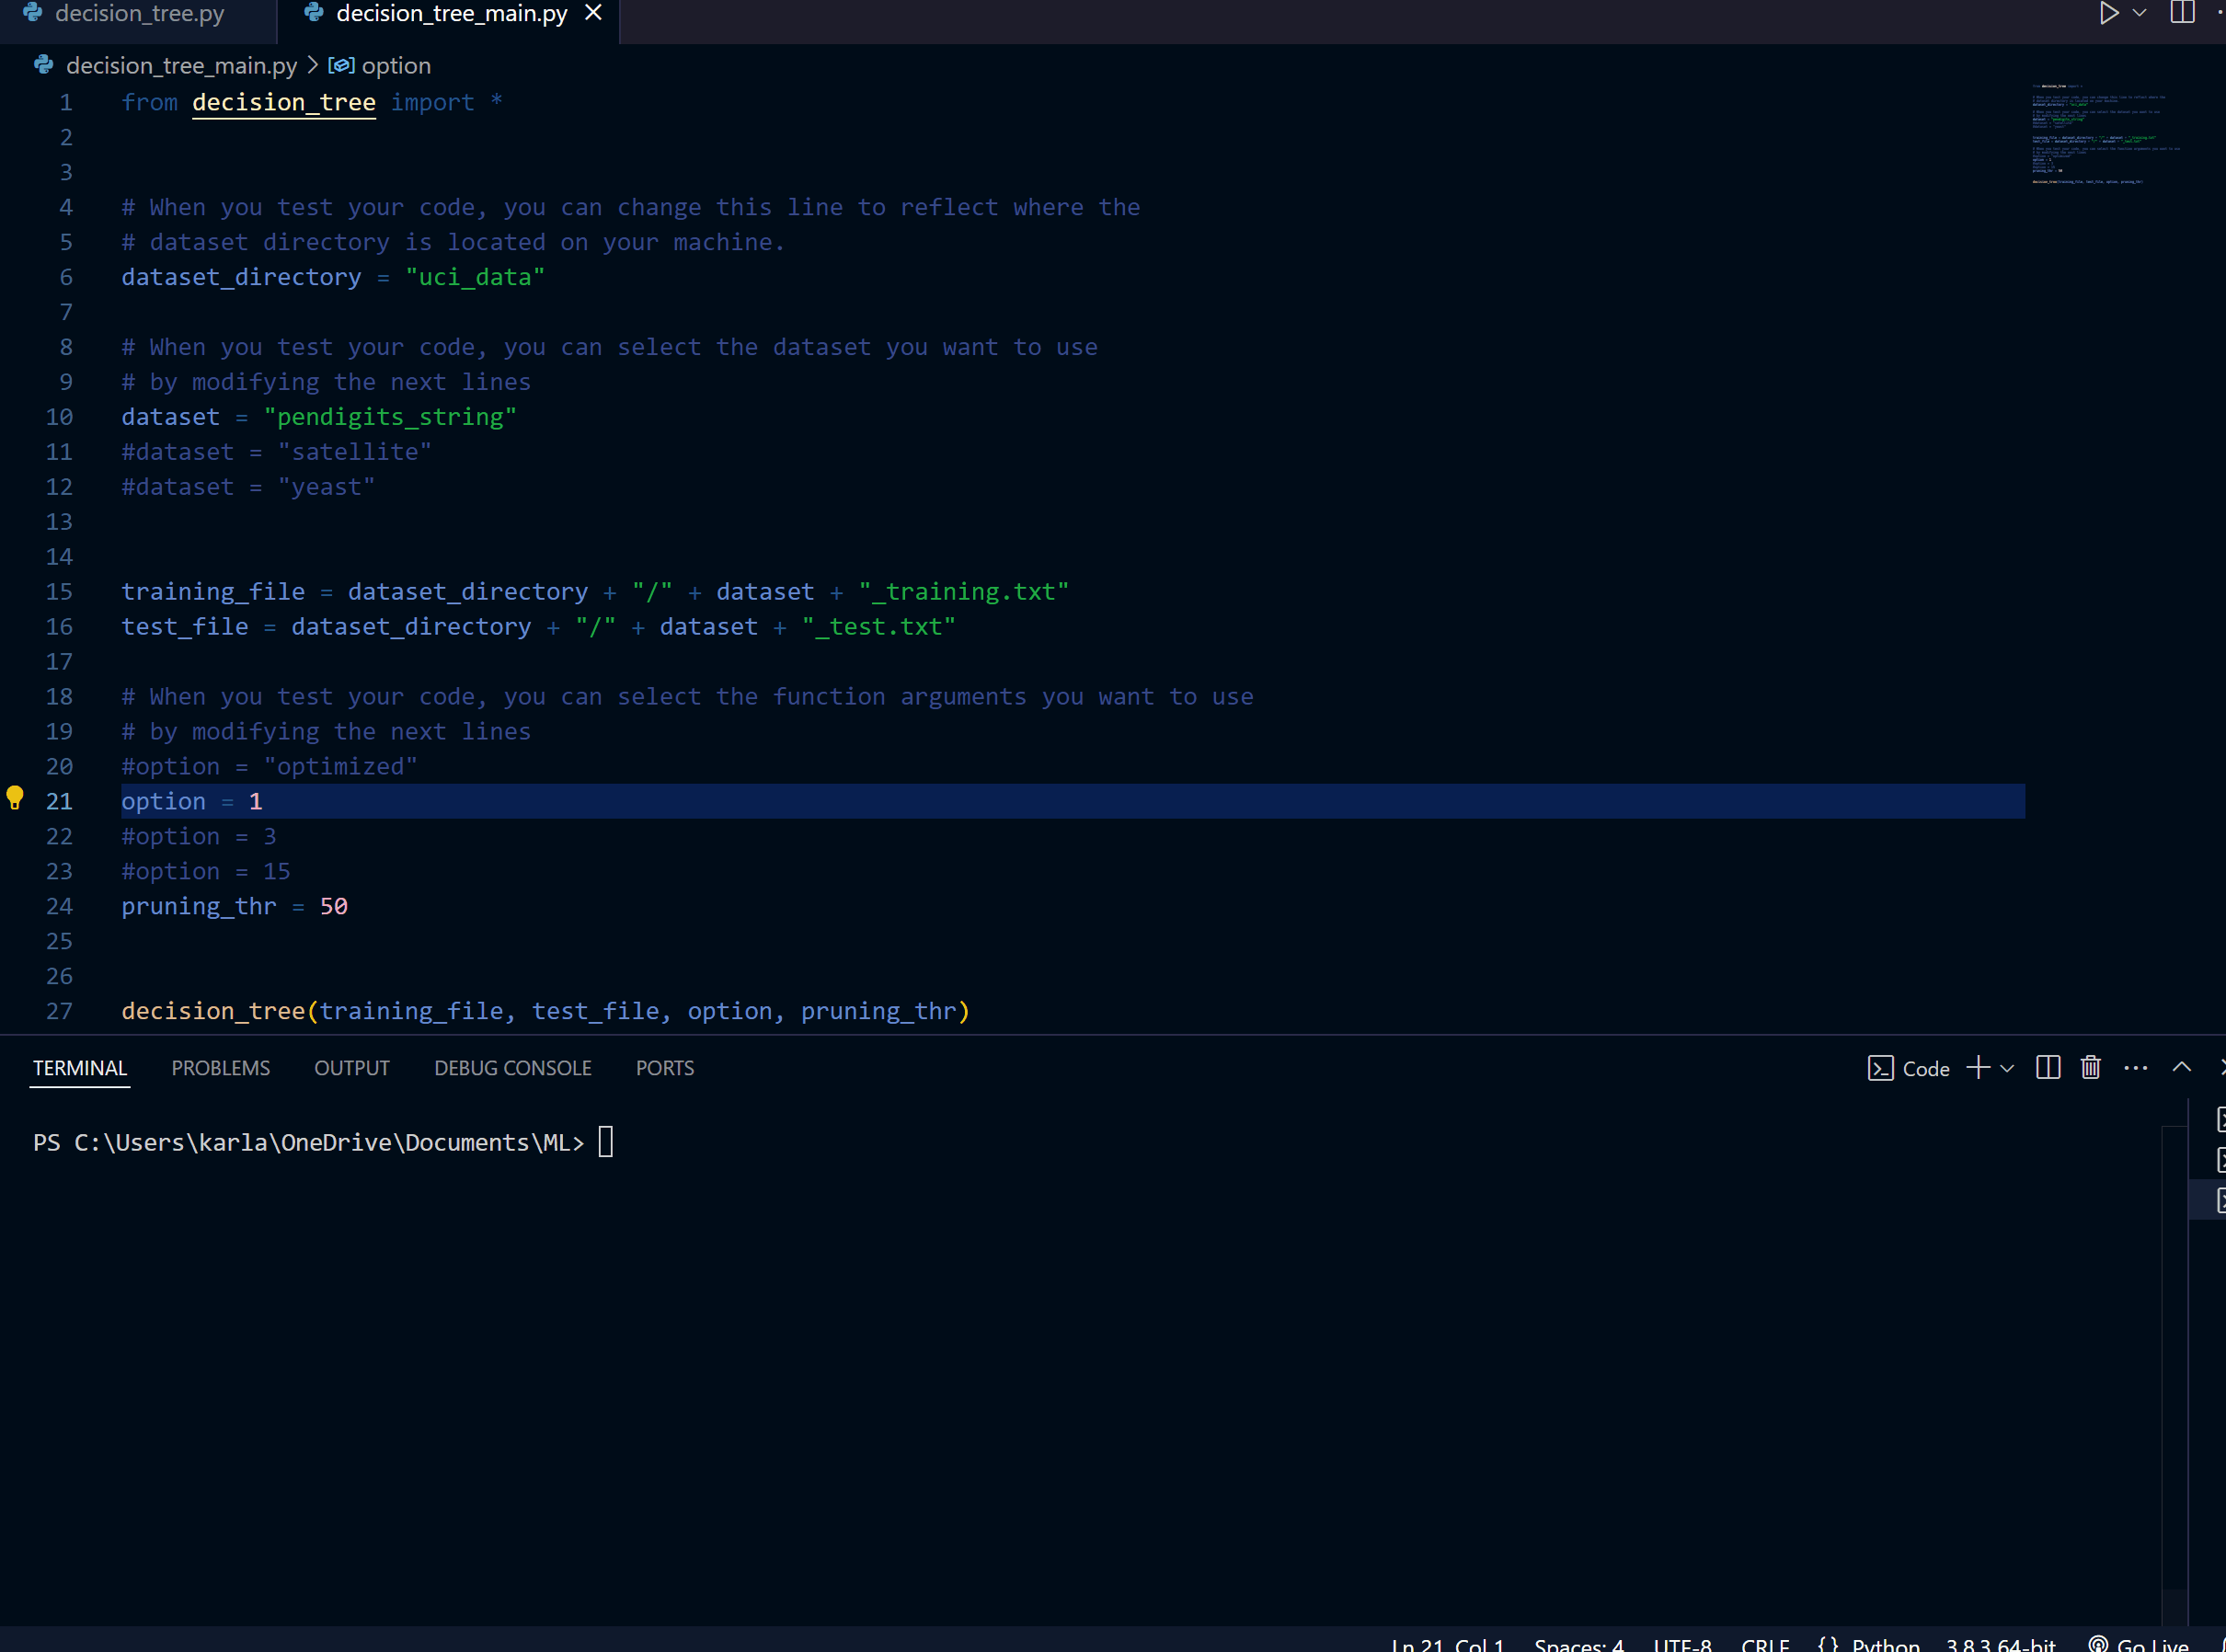 decision_tree.py
decision_tree_main.py
decision_tree_main.py > option
1 from decision_tree import *
2
3
4 # When you test your code, you can change this line to reflect where the
5 # dataset directory is located on your machine.
6 dataset_directory = "uci_data"
7
8 # When you test your code, you can select the dataset you want to use
9 # by modifying the next lines
10 dataset = "pendigits_string"
11 #dataset = "satellite"
12 #dataset = "yeast"
13
14
15 training_file = dataset_directory + "/" + dataset + "_training.txt"
16 test_file = dataset_directory + "/" + dataset + "_test.txt"
17
18 # When you test your code, you can select the function arguments you want to use
19 # by modifying the next lines
20 #option = "optimized"
21 option = 1
22 #option = 3
23 #option = 15
24 pruning_thr = 50
25
26
27 decision_tree(training_file, test_file, option, pruning_thr)
TERMINAL PROBLEMS OUTPUT DEBUG CONSOLE PORTS Code
PS C:\Users\karla\OneDrive\Documents\ML>
Ln 21, Col 1 Spaces: 4 UTF-8 CRLF {} Python 3.8.3 64-bit Go Live